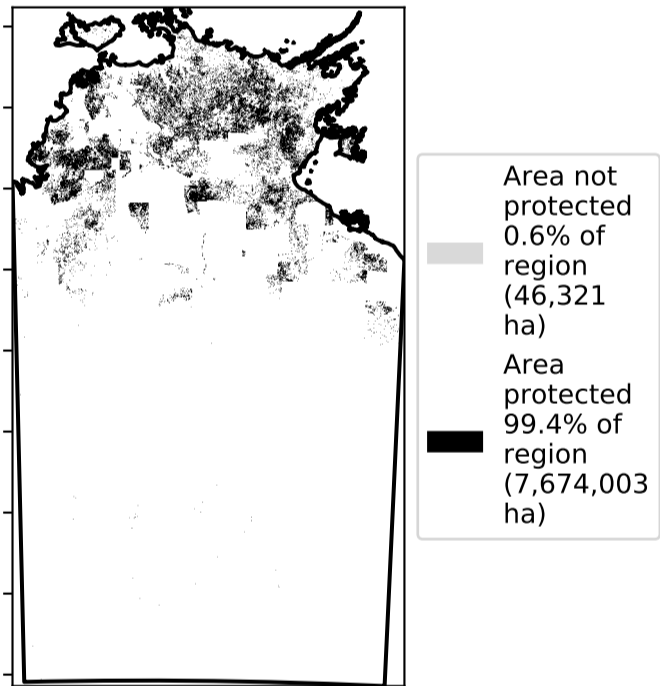 Area not
protected
0.6% of
region
(46,321
ha)
Area
protected
99.4% of
region
(7,674,003
ha)